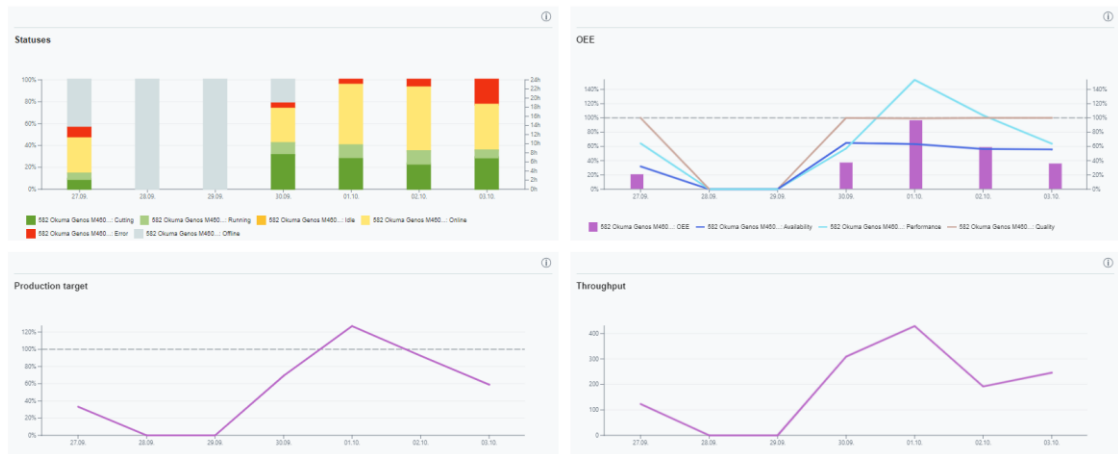 Statuses
100%
80%
60%
40%
20%
0%
24h
22h
20h
18h
16h
14h
12h
10h
8h
6h
4h
2h
0h
27.09. 28.09. 29.09. 30.09. 01.10. 02.10. 03.10.
582 Okuma Genos M460...: Cutting 582 Okuma Genos M460...: Running 582 Okuma Genos M460...: Idle 582 Okuma Genos M460...: Online
582 Okuma Genos M460...: Error 582 Okuma Genos M460...: Offline
OEE
140%
120%
100%
80%
60%
40%
20%
0%
140%
120%
100%
80%
60%
40%
20%
0%
27.09. 28.09. 29.09. 30.09. 01.10. 02.10. 03.10.
582 Okuma Genos M460...: OEE 582 Okuma Genos M460...: Availability 582 Okuma Genos M460...: Performance 582 Okuma Genos M460...: Quality
Production target
120%
100%
80%
60%
40%
20%
0%
27.09. 28.09. 29.09. 30.09. 01.10. 02.10. 03.10.
Throughput
400
300
200
100
0
27.09. 28.09. 29.09. 30.09. 01.10. 02.10. 03.10.